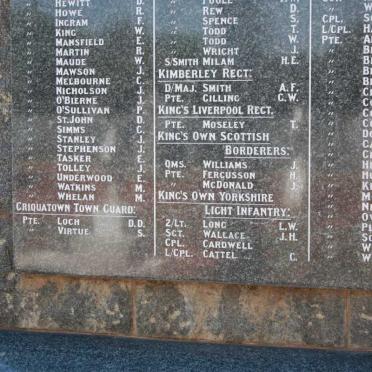 " HEWITT D.
" HOWE R.
" INGRAM F.
" KING W.
" MANSFIELD E.
" MARTIN R.
" MAUDE W.
" MAWSON J.
" MELBOURNE C.
" NICHOLSON J.
" O'BIERNE J.
" O'SULLIVAN P.
" ST.JOHN D.
" SIMMS C.
" STANLEY J.
" STEPHENSON J.
" TASKER E.
" TOLLEY J.
" UNDERWOOD E.
" WATKINS M.
" WHELAN M.
GRIQUATOWN TOWN GUARD:
PTE. LOCH D.D.
" VIRTUE S.
" REW D.
" SPENCE S.
" TODD T.
" TODD W.
" WRIGHT J.
S/SMITH MILAM H.E.
KIMBERLEY REGT:
D/MAJ. SMITH A.F.
PTE. GILLING G.W.
KING'S LIVERPOOL REGT.
PTE. MOSELEY T.
KING'S OWN SCOTTISH
BORDERERS:
QMS. WILLIAMS J.
PTE. FERGUSSON H.
" McDONALD J.
KING'S OWN YORKSHIRE
LIGHT INFANTRY:
2/LT. LONG L.W.
SGT. WALLACE J.H.
CPL. CARDWELL
L/CPL. CATTEL C.
CPL.
L/CPL.
PTE.